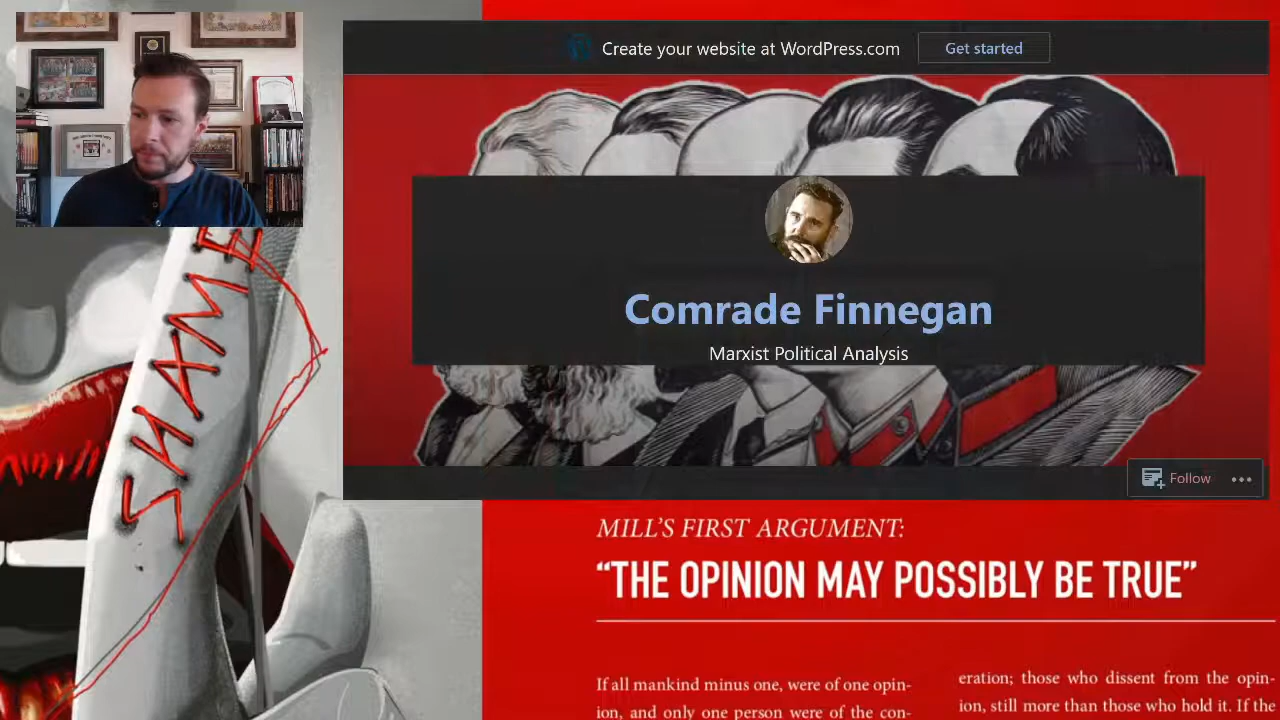 Create your website at WordPress.com
Get started
Comrade Finnegan
Marxist Political Analysis
Follow
SHAME
MILL’S FIRST ARGUMENT:
“THE OPINION MAY POSSIBLY BE TRUE”
If all mankind minus one, were of one opin-
ion, and only one person were of the con-
eration; those who dissent from the opin-
ion, still more than those who hold it. If the